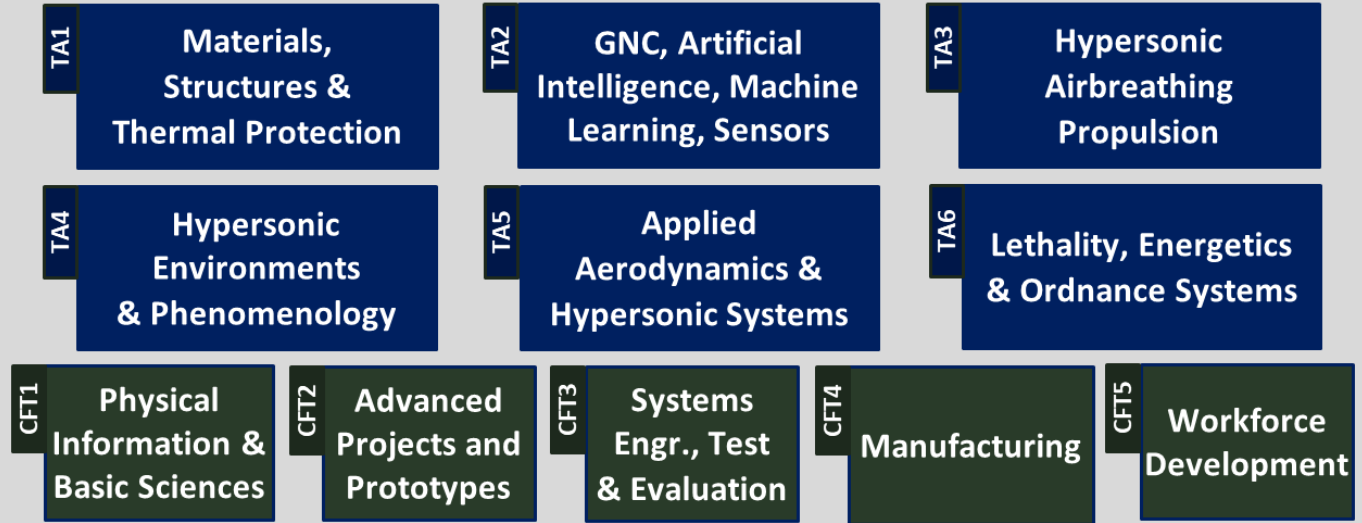 TA1
Materials,
Structures &
Thermal Protection
TA2
GNC, Artificial
Intelligence, Machine
Learning, Sensors
TA3
Hypersonic
Airbreathing
Propulsion
TA4
Hypersonic
Environments
& Phenomenology
TA5
Applied
Aerodynamics &
Hypersonic Systems
TA6
Lethality, Energetics
& Ordnance Systems
CFT1
Physical
Information &
Basic Sciences
CFT2
Advanced
Projects and
Prototypes
CFT3
Systems
Engr., Test
& Evaluation
CFT4
Manufacturing
CFT5
Workforce
Development